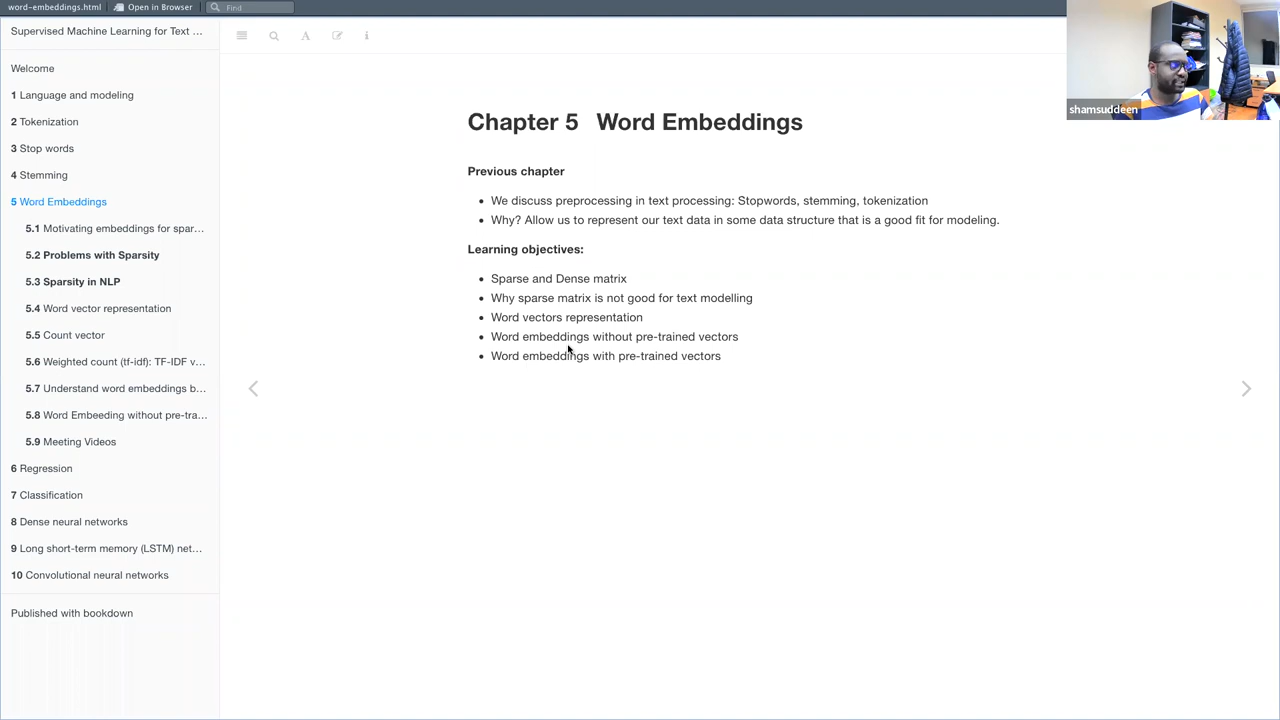 word-embeddings.html
Open in Browser
Find
Supervised Machine Learning for Text ...
Welcome
1 Language and modeling
2 Tokenization
3 Stop words
4 Stemming
5 Word Embeddings
5.1 Motivating embeddings for spar...
5.2 Problems with Sparsity
5.3 Sparsity in NLP
5.4 Word vector representation
5.5 Count vector
5.6 Weighted count (tf-idf): TF-IDF v...
5.7 Understand word embeddings b...
5.8 Word Embeeding without pre-tra...
5.9 Meeting Videos
6 Regression
7 Classification
8 Dense neural networks
9 Long short-term memory (LSTM) net...
10 Convolutional neural networks
Published with bookdown
Chapter 5 Word Embeddings
Previous chapter
• We discuss preprocessing in text processing: Stopwords, stemming, tokenization
• Why? Allow us to represent our text data in some data structure that is a good fit for modeling.
Learning objectives:
• Sparse and Dense matrix
• Why sparse matrix is not good for text modelling
• Word vectors representation
• Word embeddings without pre-trained vectors
• Word embeddings with pre-trained vectors
shamsuddeen